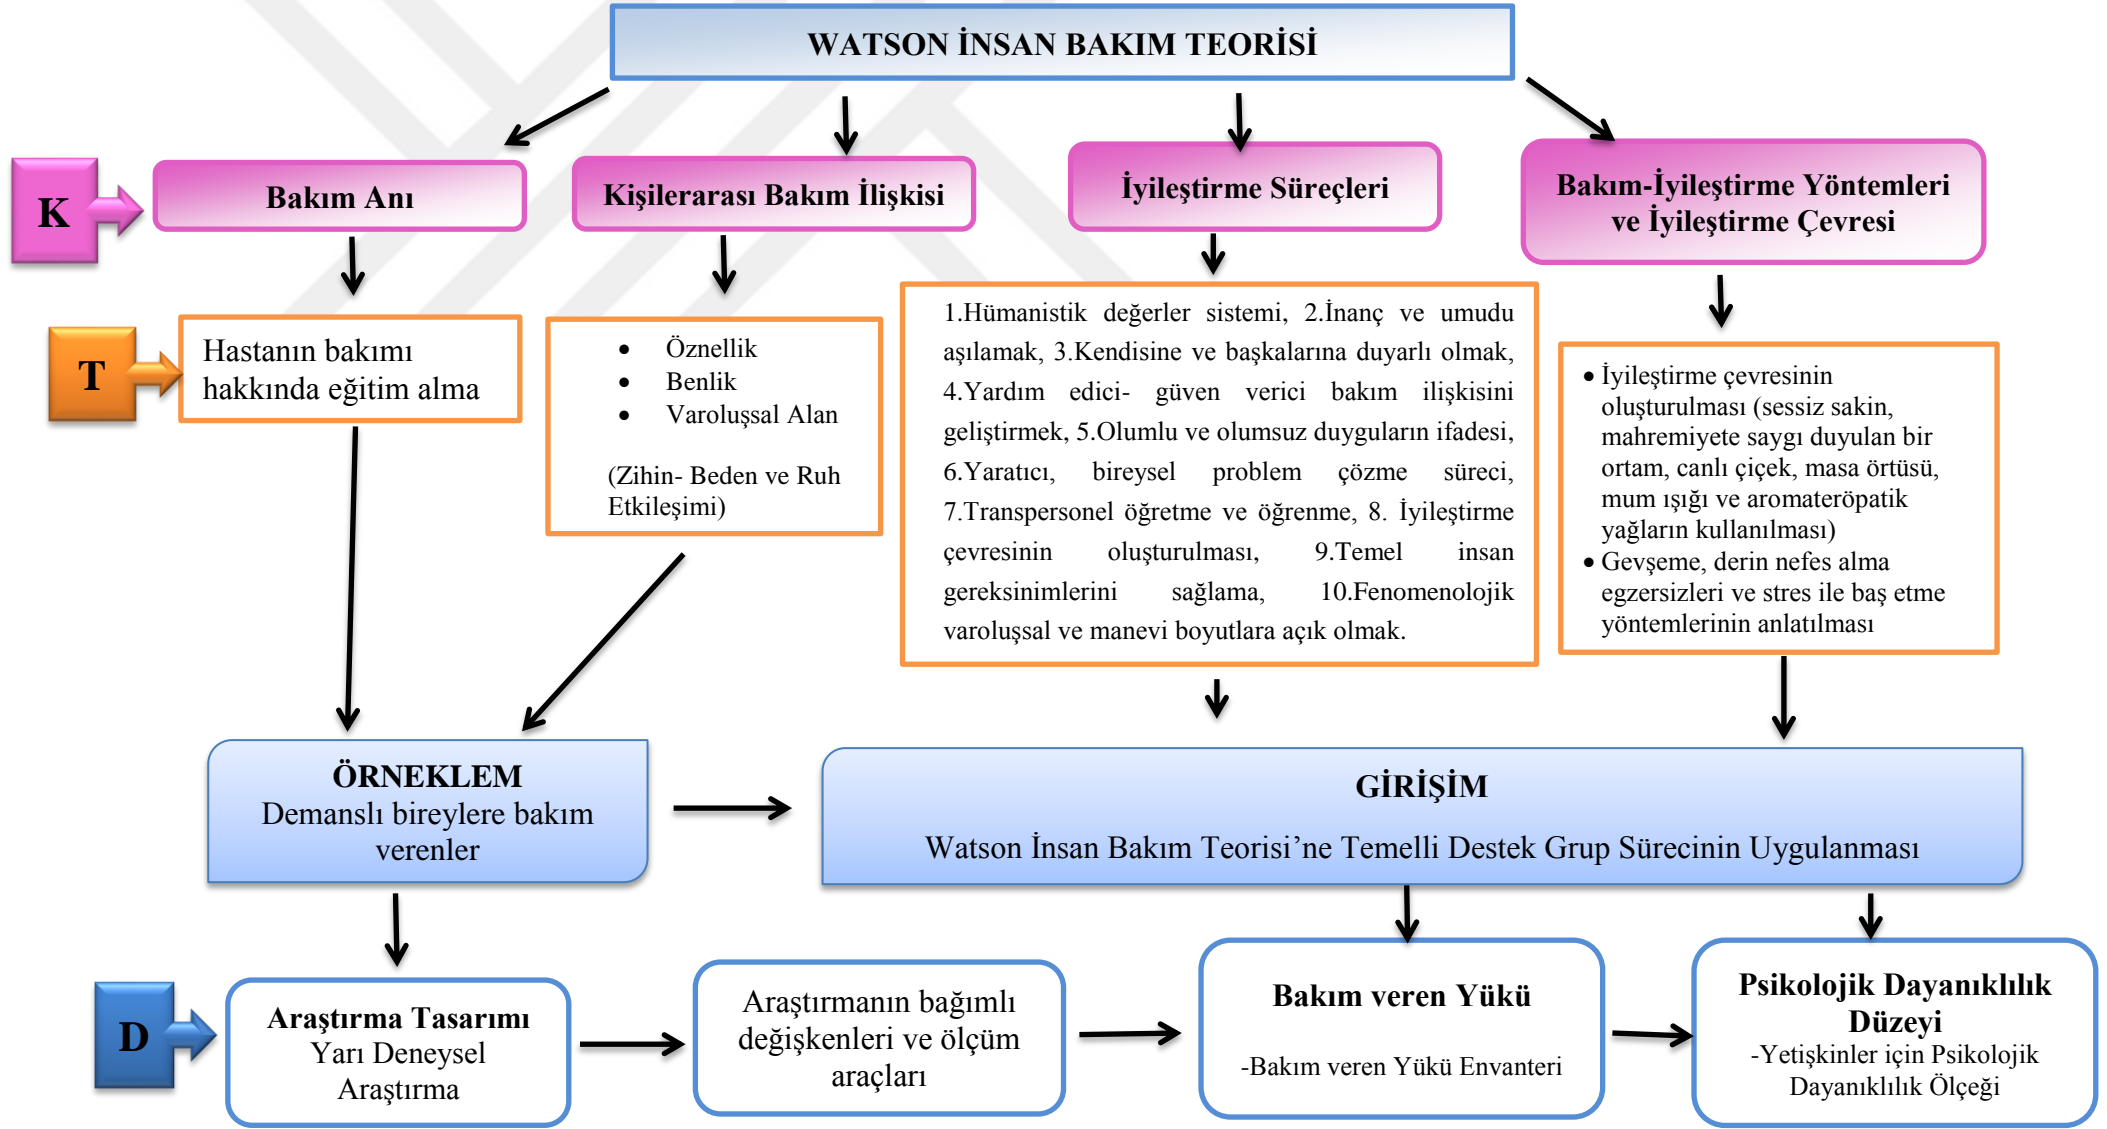 WATSON İNSAN BAKIM TEORİSİ
K
Bakım Anı
Kişilerarası Bakım İlişkisi
İyileştirme Süreçleri
Bakım-İyileştirme Yöntemleri
ve İyileştirme Çevresi
T
Hastanın bakımı
hakkında eğitim alma
• Öznellik
• Benlik
• Varoluşsal Alan
(Zihin- Beden ve Ruh
Etkileşimi)
1.Hümanistik değerler sistemi, 2.İnanç ve umudu
aşılamak, 3.Kendisine ve başkalarına duyarlı olmak,
4.Yardım edici- güven verici bakım ilişkisini
geliştirmek, 5.Olumlu ve olumsuz duyguların ifadesi,
6.Yaratıcı, bireysel problem çözme süreci,
7.Transpersonel öğretme ve öğrenme, 8. İyileştirme
çevresinin oluşturulması, 9.Temel insan
gereksinimlerini sağlama, 10.Fenomenolojik
varoluşsal ve manevi boyutlara açık olmak.
• İyileştirme çevresinin
oluşturulması (sessiz sakin,
mahremiyete saygı duyulan bir
ortam, canlı çiçek, masa örtüsü,
mum ışığı ve aromateröpatik
yağların kullanılması)
• Gevşeme, derin nefes alma
egzersizleri ve stres ile baş etme
yöntemlerinin anlatılması
ÖRNEKLEM
Demanslı bireylere bakım
verenler
GİRİŞİM
Watson İnsan Bakım Teorisi’ne Temelli Destek Grup Sürecinin Uygulanması
D
Araştırma Tasarımı
Yarı Deneysel
Araştırma
Araştırmanın bağımlı
değişkenleri ve ölçüm
araçları
Bakım veren Yükü
-Bakım veren Yükü Envanteri
Psikolojik Dayanıklılık
Düzeyi
-Yetişkinler için Psikolojik
Dayanıklılık Ölçeği